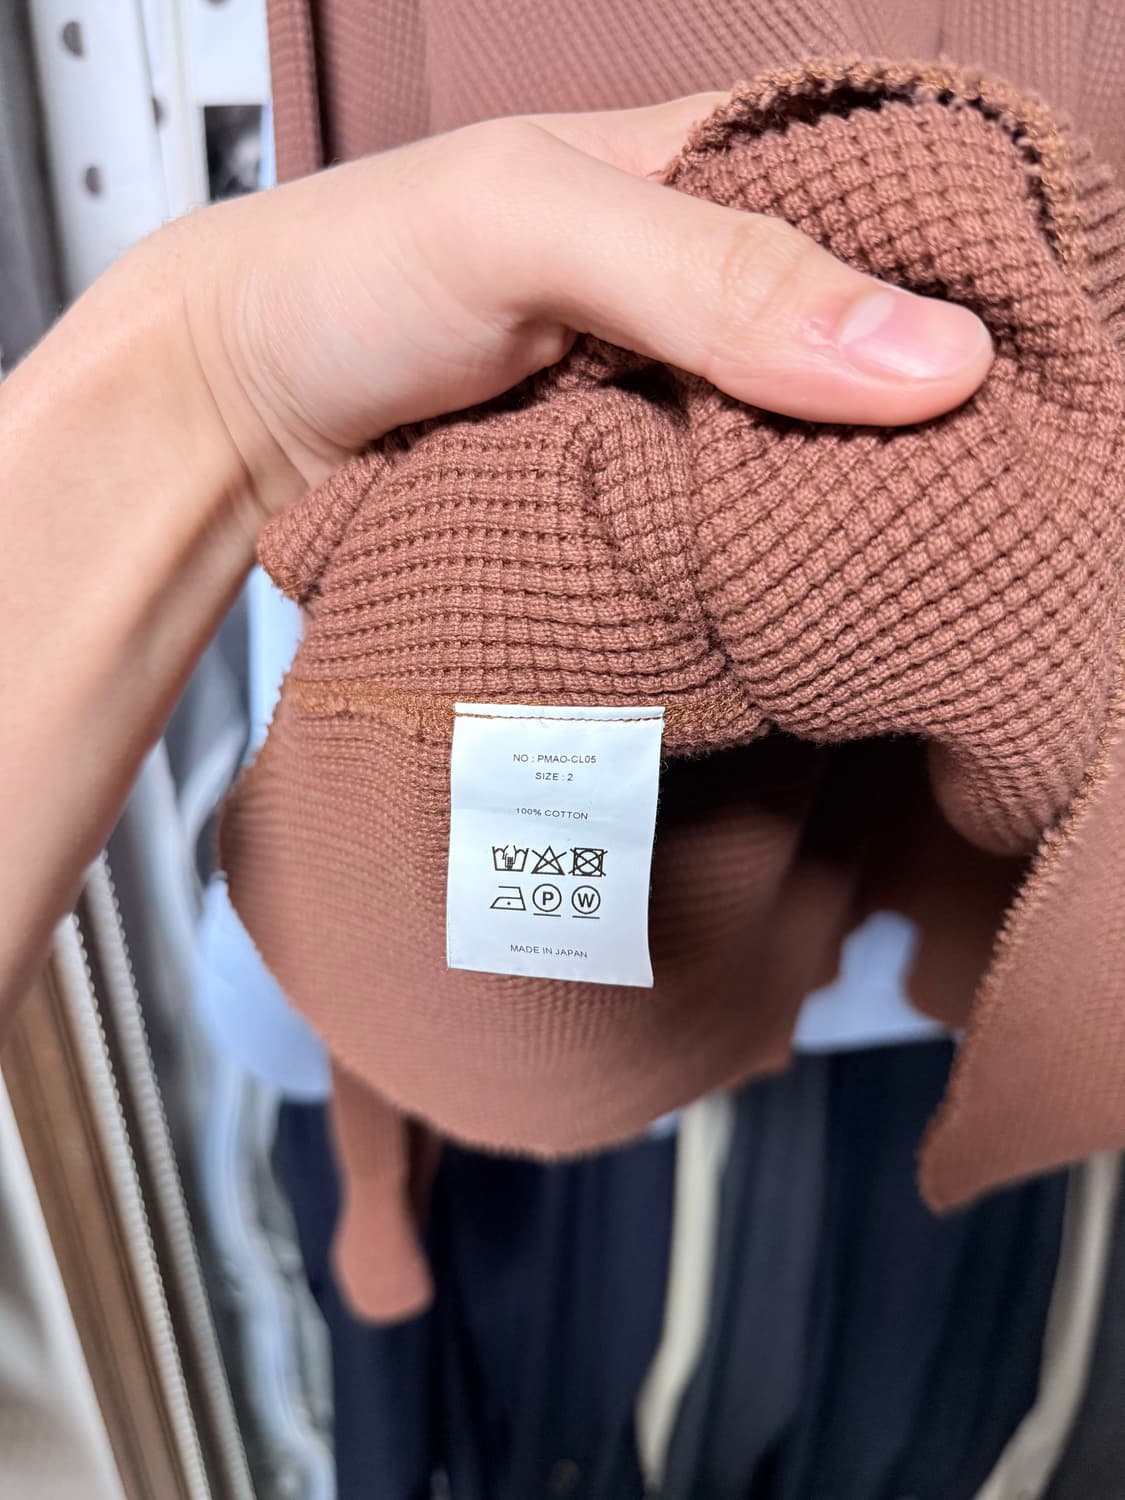 NO : PMAO-CL05
SIZE : 2
100% COTTON
P W
MADE IN JAPAN